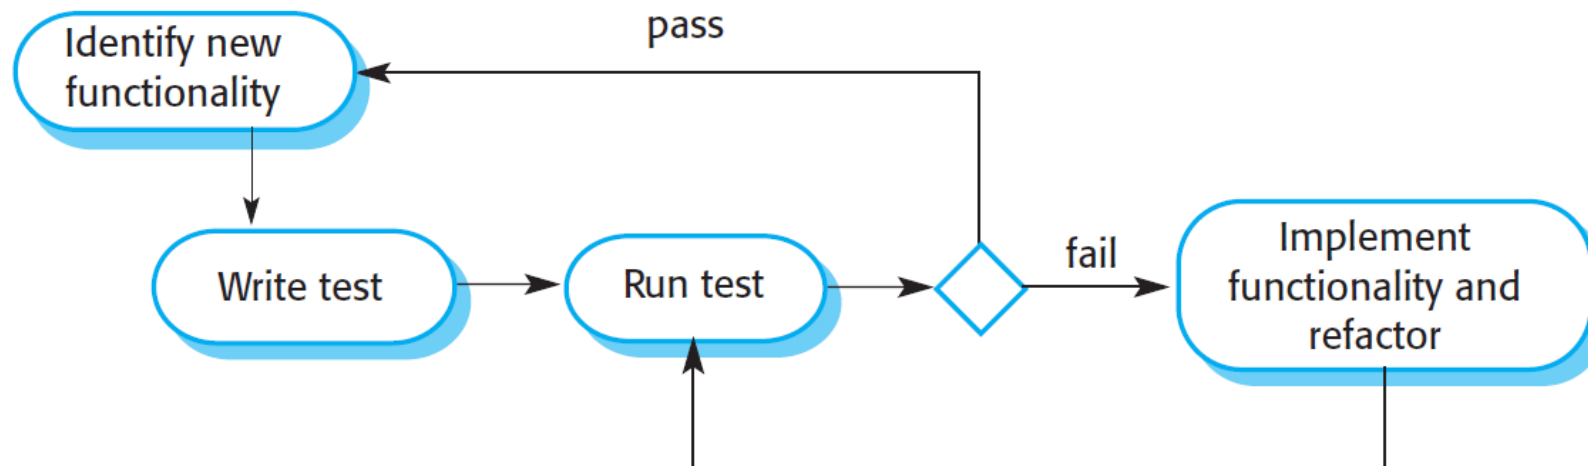 pass
Identify new
functionality
Write test
Run test
fail
Implement
functionality and
refactor